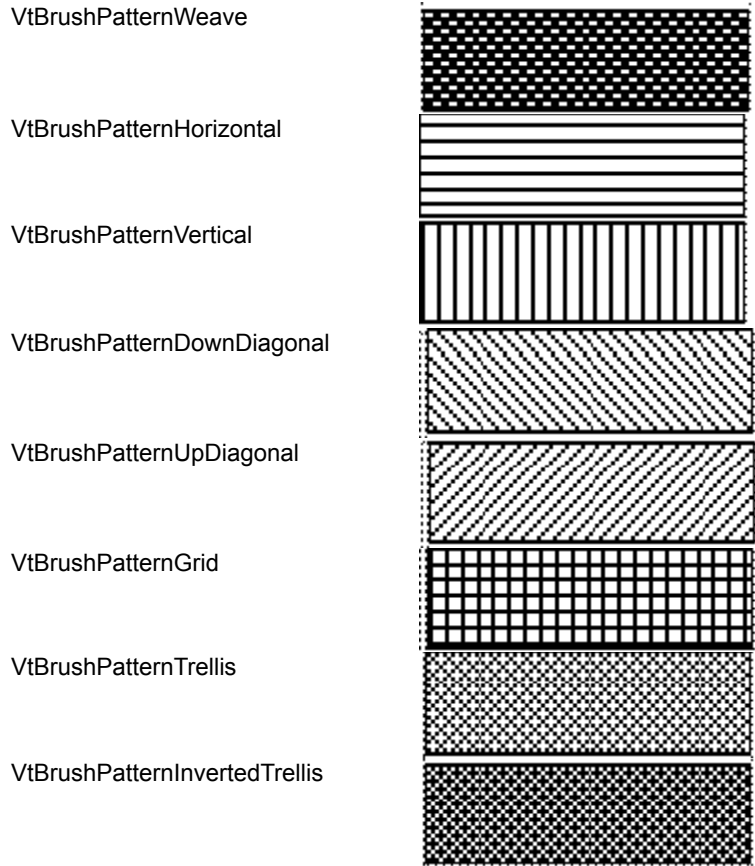 VtBrushPatternWeave
VtBrushPatternHorizontal
VtBrushPatternVertical
VtBrushPatternDownDiagonal
VtBrushPatternUpDiagonal
VtBrushPatternGrid
VtBrushPatternTrellis
VtBrushPatternInvertedTrellis